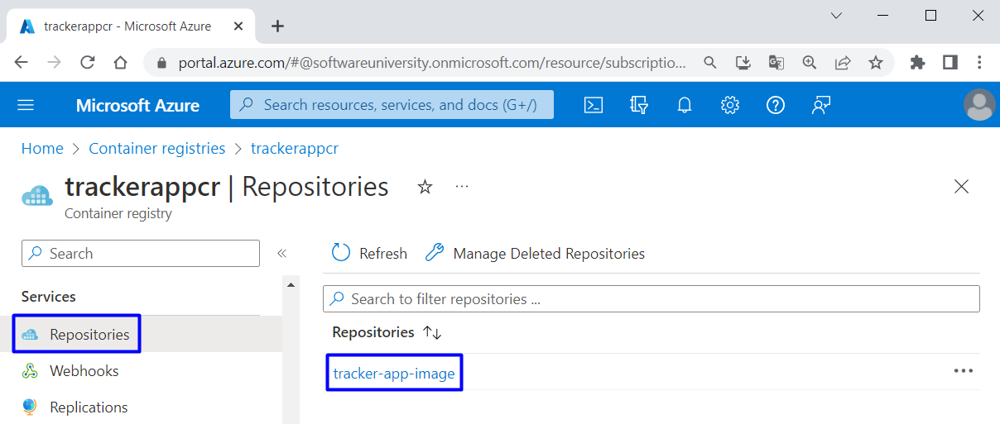 trackerappcr - Microsoft Azure
portal.azure.com/#@softwareuniversity.onmicrosoft.com/resource/subscriptio...
Microsoft Azure
Search resources, services, and docs (G+/)
Home > Container registries > trackerappcr
trackerappcr | Repositories
Container registry
Search
Refresh
Manage Deleted Repositories
Services
Search to filter repositories ...
Repositories
Repositories
tracker-app-image
Webhooks
Replications